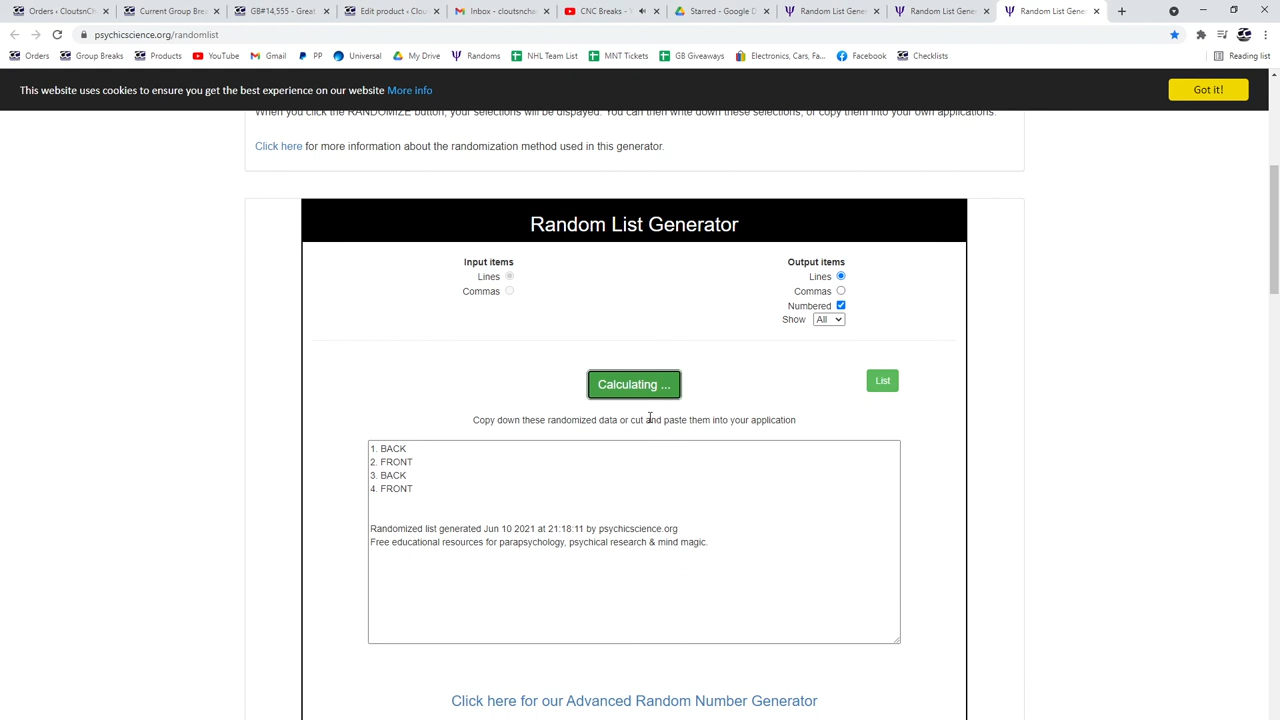 Orders ‹ CloutsnCh
Current Group Brea
GB#14,555 - Great
Edit product ‹ Clou
Inbox - cloutsnchac
CNC Breaks - Y
Starred - Google D
Random List Gener
Random List Gener
Random List Gener
psychicscience.org/randomlist
Orders
Group Breaks
Products
YouTube
Gmail
PP
Universal
My Drive
Randoms
NHL Team List
MNT Tickets
GB Giveaways
Electronics, Cars, Fa...
Facebook
Checklists
Reading list
This website uses cookies to ensure you get the best experience on our website More info
Got it!
When you click the RANDOMIZE button, your selections will be displayed. You can then write down these selections, or copy them into your own applications.
Click here for more information about the randomization method used in this generator.
Random List Generator
Input items
Lines
Commas
Output items
Lines
Commas
Numbered
Show All
Calculating ...
List
Copy down these randomized data or cut and paste them into your application
1. BACK
2. FRONT
3. BACK
4. FRONT
Randomized list generated Jun 10 2021 at 21:18:11 by psychicscience.org
Free educational resources for parapsychology, psychical research & mind magic.
Click here for our Advanced Random Number Generator